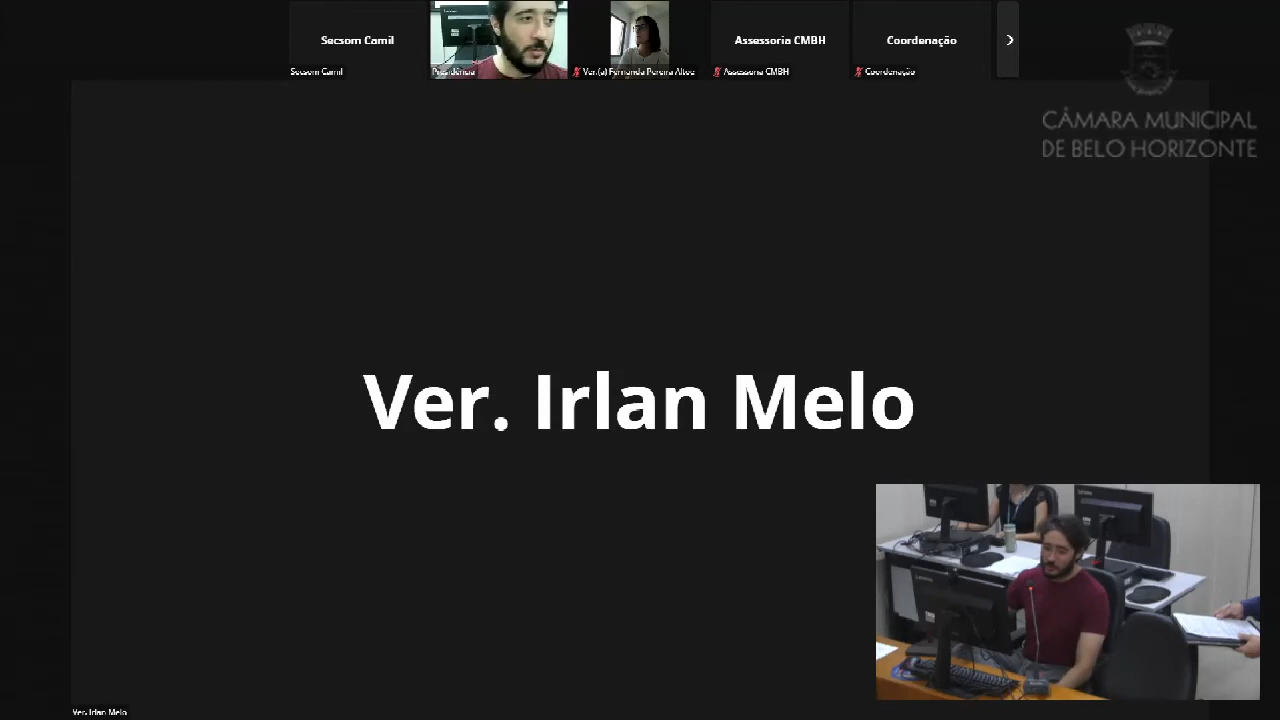 Secsom Camil
Assessoria CMBH
Coordenação
Secsom Camil
Presidência
Ver.(a) Fernanda Pereira Altoé
Assessoria CMBH
Coordenação
CÂMARA MUNICIPAL
DE BELO HORIZONTE
Ver. Irlan Melo
Ver. Irlan Melo